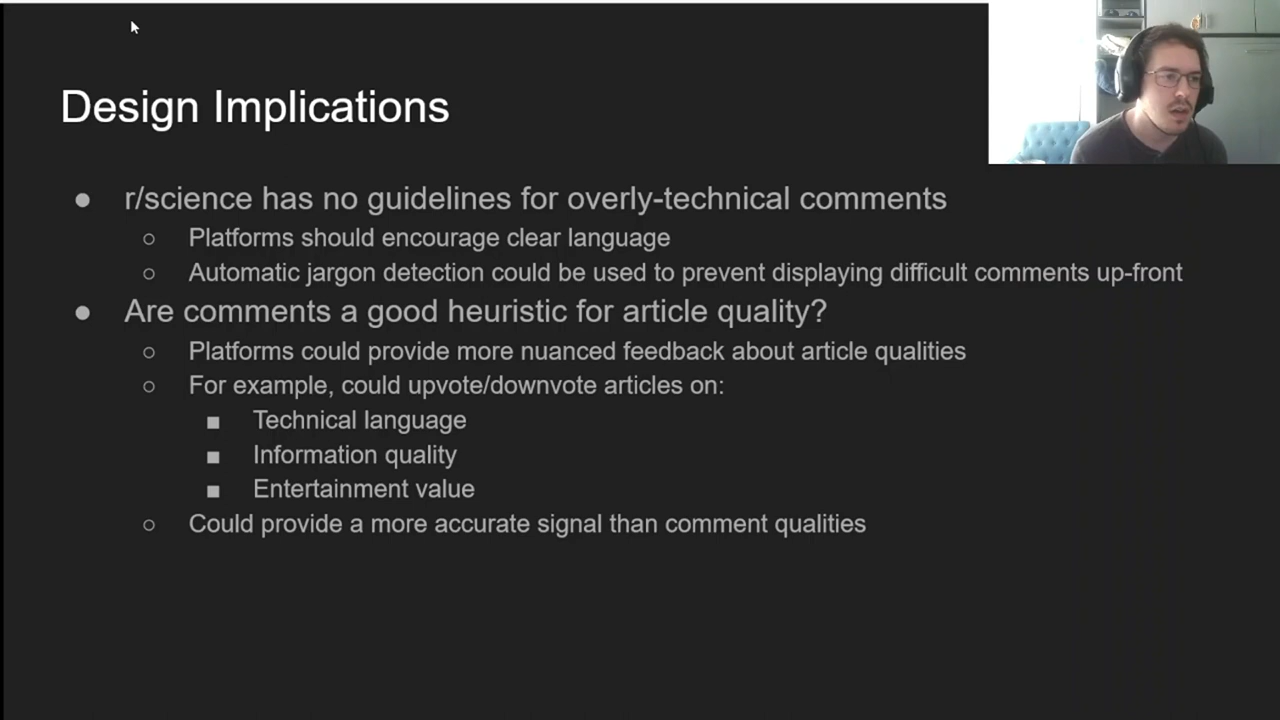 Design Implications
● r/science has no guidelines for overly-technical comments
○ Platforms should encourage clear language
○ Automatic jargon detection could be used to prevent displaying difficult comments up-front
● Are comments a good heuristic for article quality?
○ Platforms could provide more nuanced feedback about article qualities
○ For example, could upvote/downvote articles on:
■ Technical language
■ Information quality
■ Entertainment value
○ Could provide a more accurate signal than comment qualities